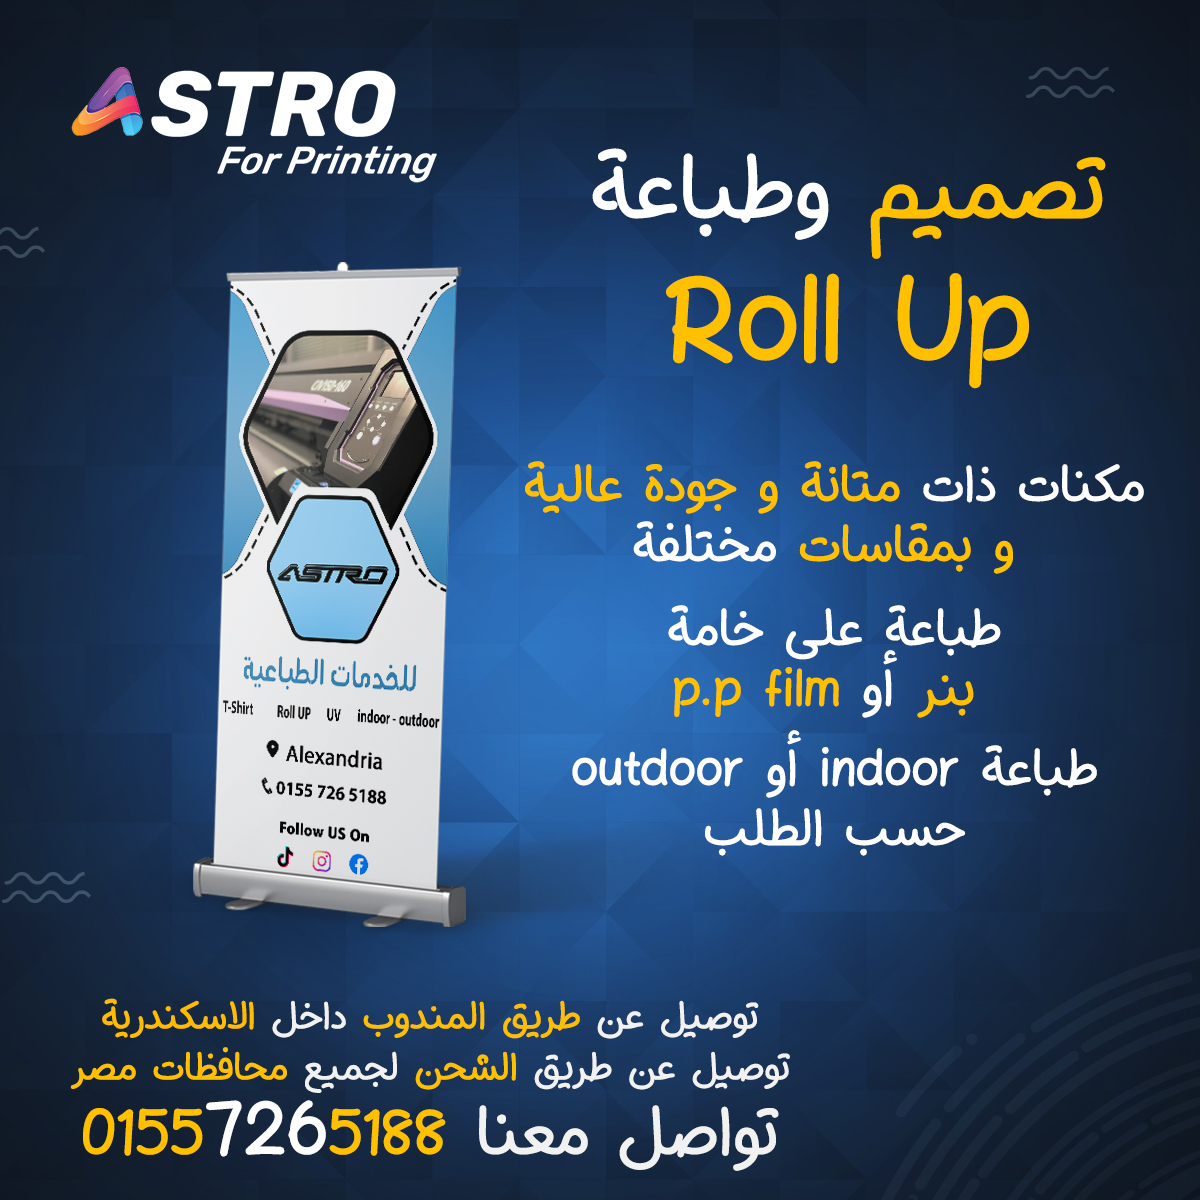 ASTRO
For Printing
تصميم وطباعة
Roll Up
مكنات ذات متانة و جودة عالية
و بمقاسات مختلفة
طباعة على خامة
بنر أو p.p film
طباعة indoor أو outdoor
حسب الطلب
CJV150-160
ASTRO
للخدمات الطباعية
T-Shirt Roll UP UV indoor - outdoor
Alexandria
0155 726 5188
Follow US On
توصيل عن طريق المندوب داخل الاسكندرية
توصيل عن طريق الشحن لجميع محافظات مصر
تواصل معنا 01557265188